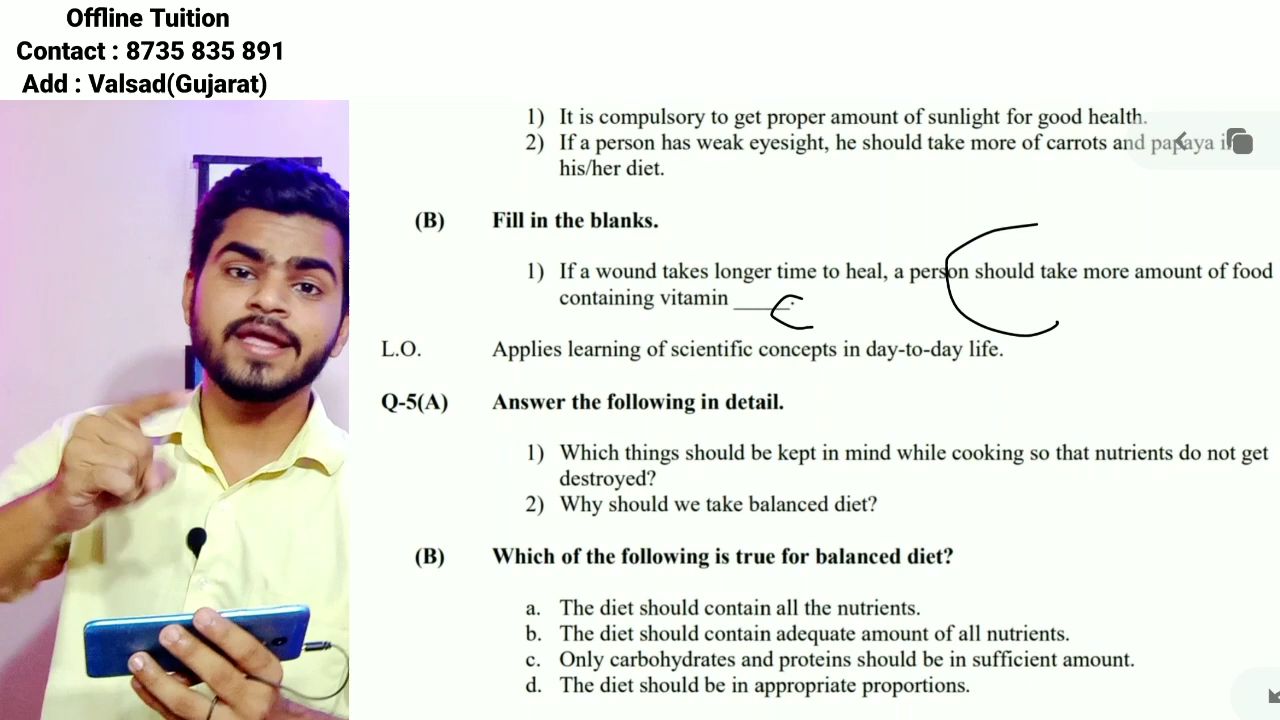 Offline Tuition
Contact : 8735 835 891
Add : Valsad(Gujarat)
1) It is compulsory to get proper amount of sunlight for good health.
2) If a person has weak eyesight, he should take more of carrots and papaya in
his/her diet.
(B) Fill in the blanks.
1) If a wound takes longer time to heal, a person should take more amount of food
containing vitamin _____.
C
C
L.O. Applies learning of scientific concepts in day-to-day life.
Q-5(A) Answer the following in detail.
1) Which things should be kept in mind while cooking so that nutrients do not get
destroyed?
2) Why should we take balanced diet?
(B) Which of the following is true for balanced diet?
a. The diet should contain all the nutrients.
b. The diet should contain adequate amount of all nutrients.
c. Only carbohydrates and proteins should be in sufficient amount.
d. The diet should be in appropriate proportions.